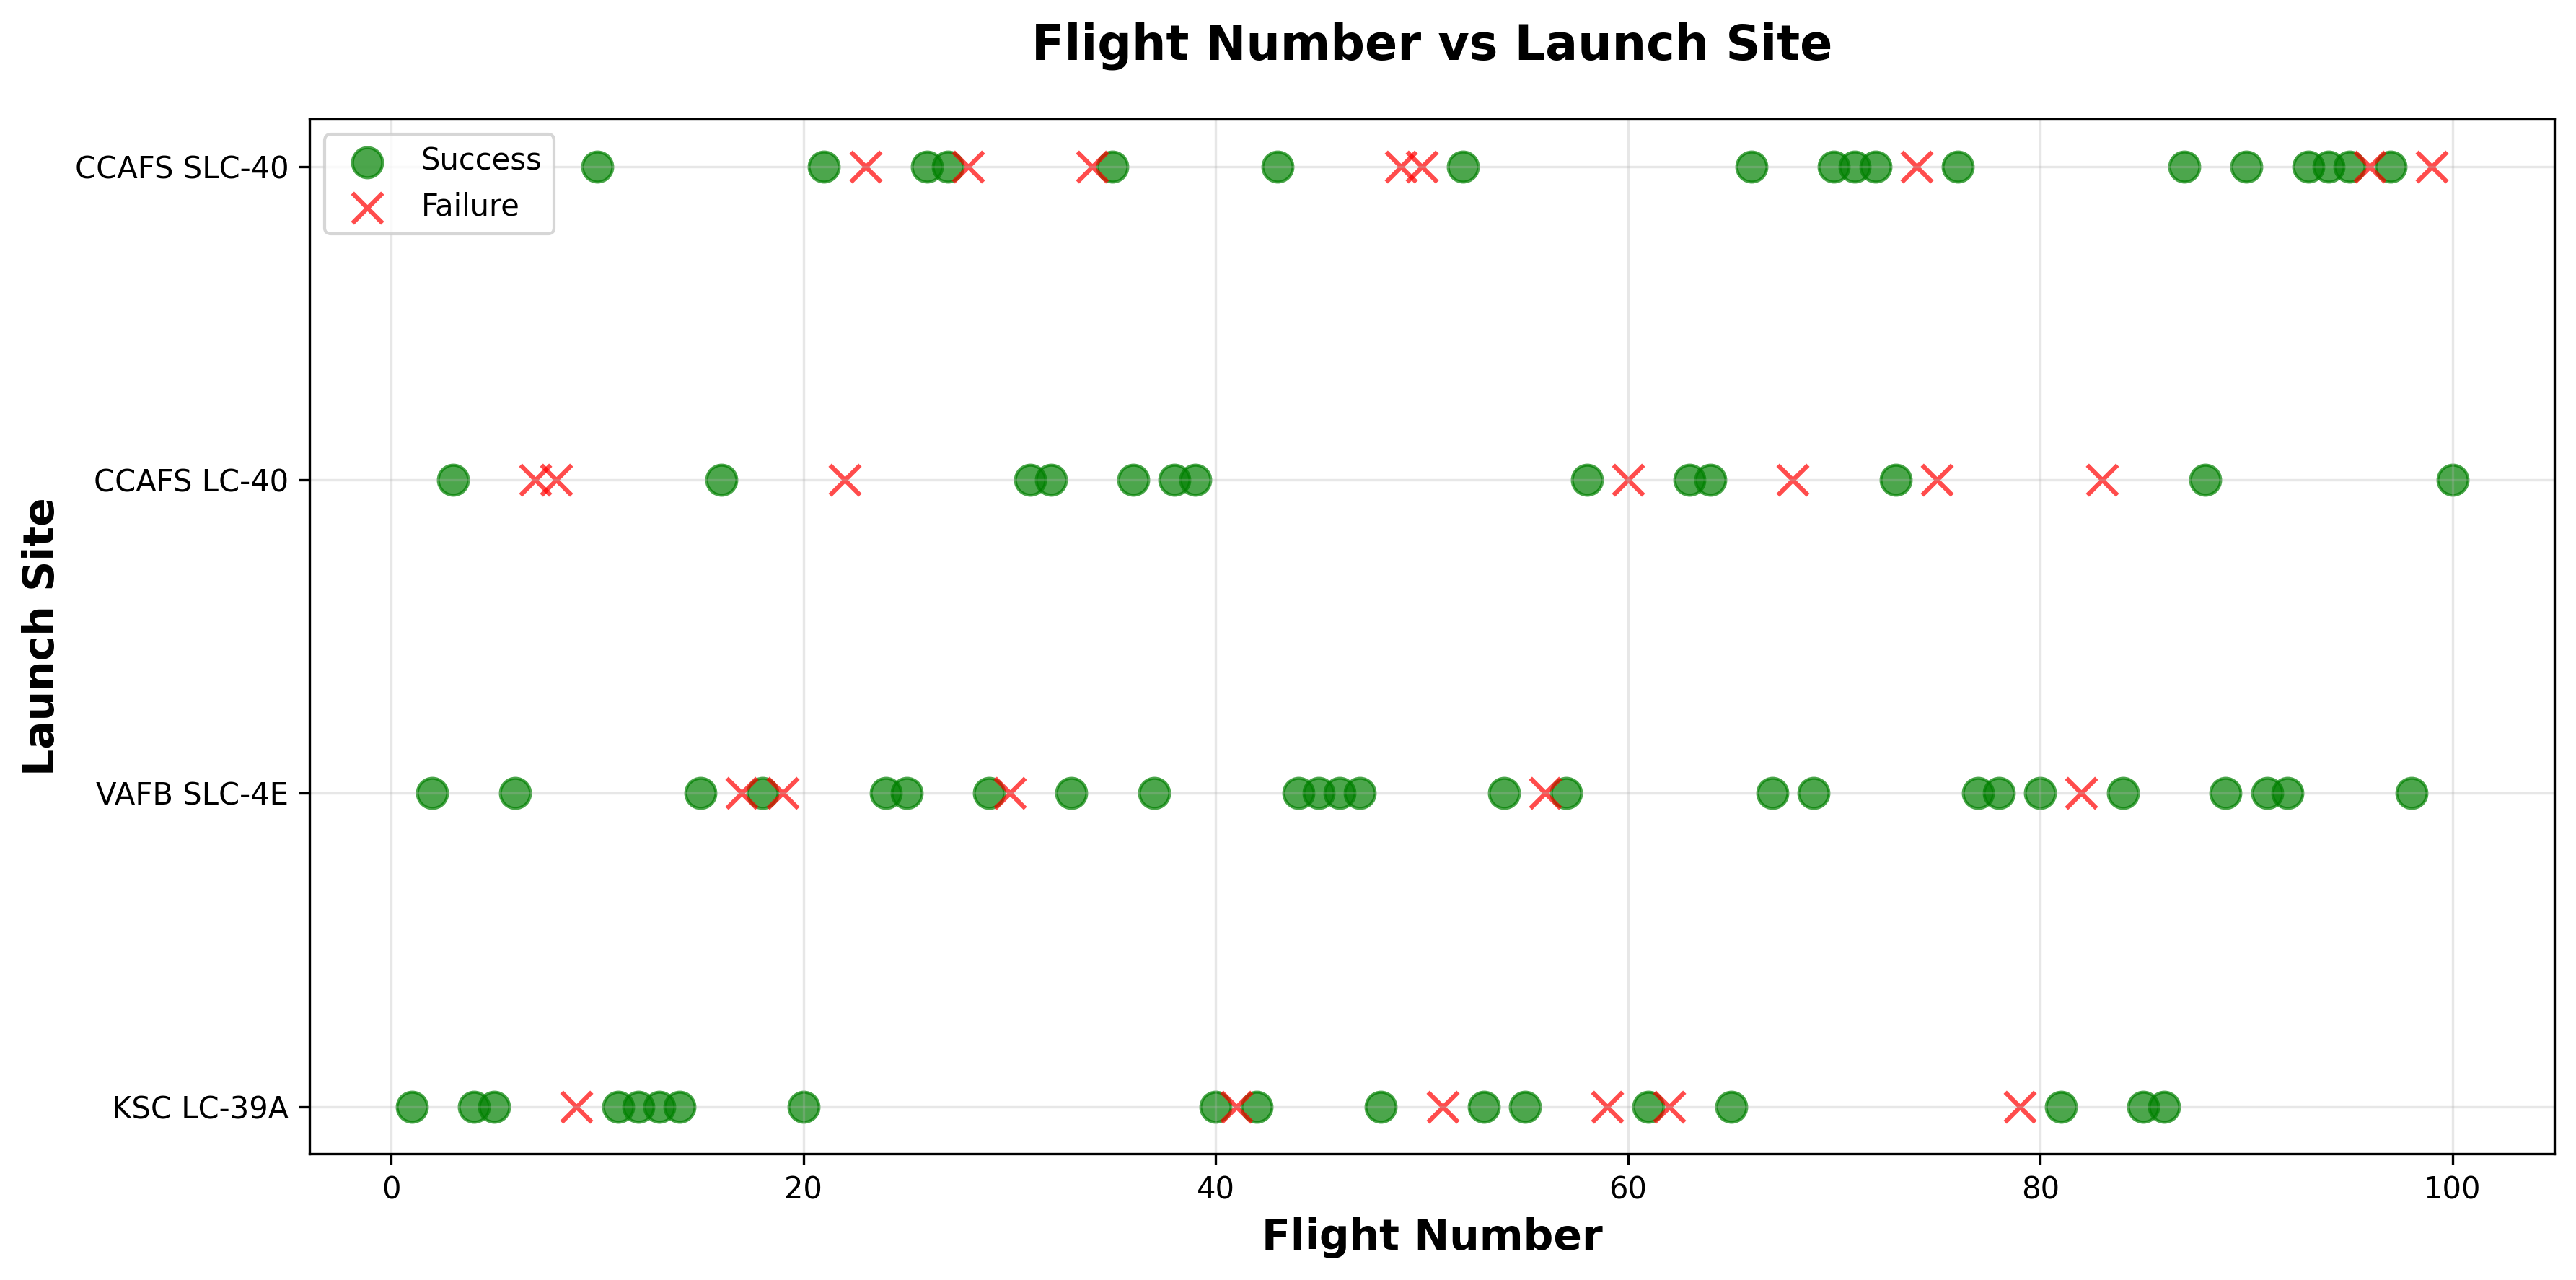 Flight Number vs Launch Site
Success
Failure
CCAFS SLC-40
CCAFS LC-40
VAFB SLC-4E
KSC LC-39A
Launch Site
0 20 40 60 80 100
Flight Number